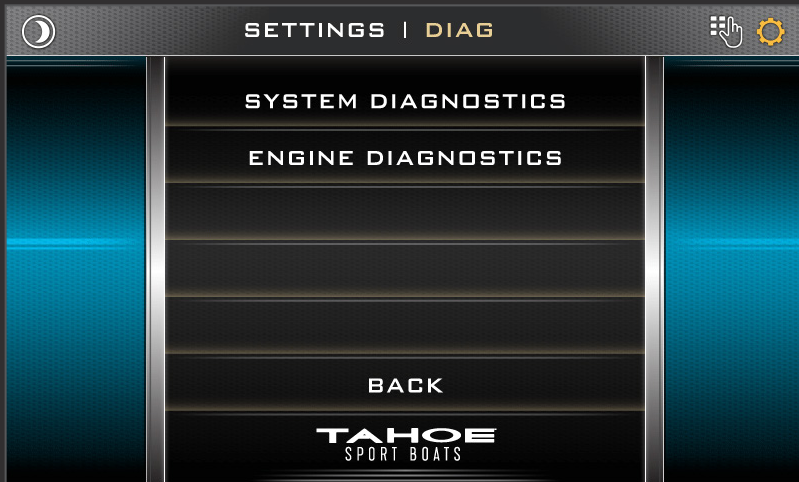 SETTINGS | DIAG
SYSTEM DIAGNOSTICS
ENGINE DIAGNOSTICS
BACK
TAHOE
SPORT BOATS